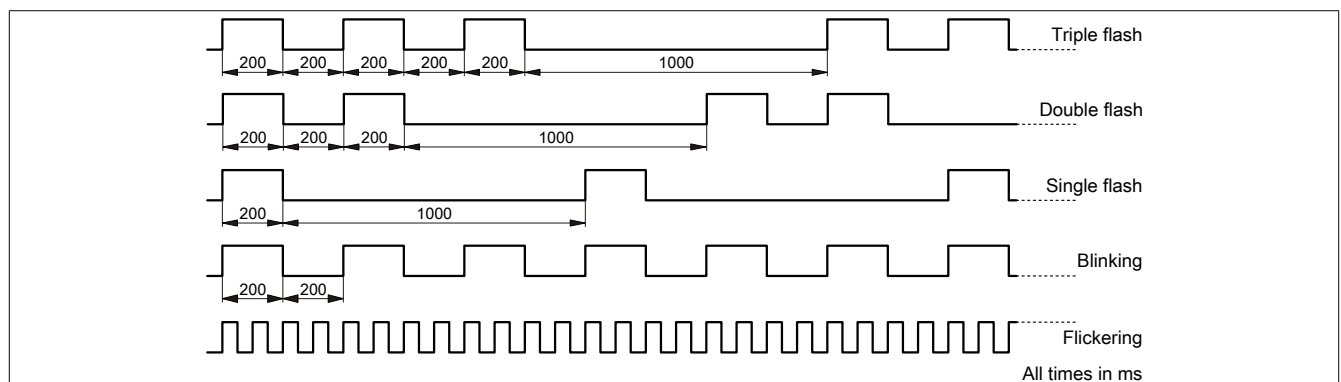 Triple flash
200 200 200 200 200 1000
Double flash
200 200 200 1000
Single flash
200 1000
Blinking
200 200
Flickering
All times in ms